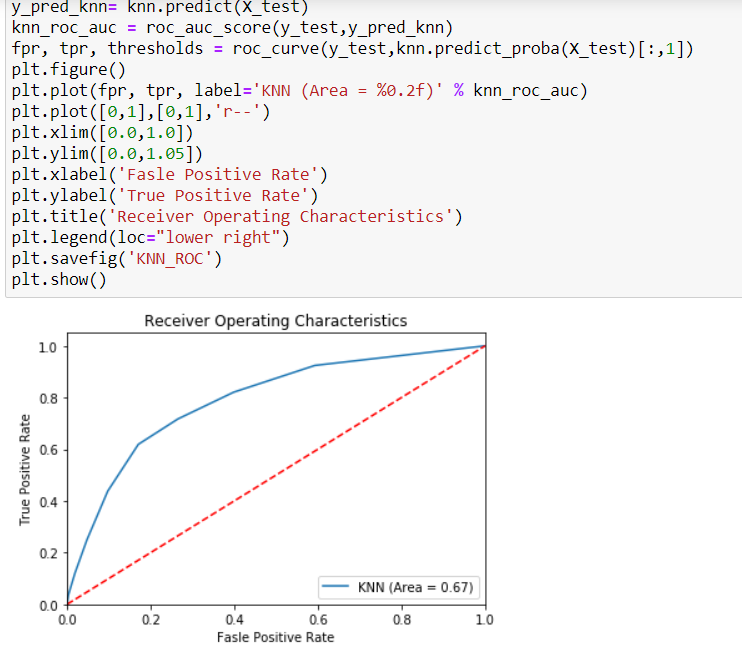 y_pred_knn= knn.predict(X_test)
knn_roc_auc = roc_auc_score(y_test,y_pred_knn)
fpr, tpr, thresholds = roc_curve(y_test,knn.predict_proba(X_test)[:,1])
plt.figure()
plt.plot(fpr, tpr, label='KNN (Area = %0.2f)' % knn_roc_auc)
plt.plot([0,1],[0,1],'r--')
plt.xlim([0.0,1.0])
plt.ylim([0.0,1.05])
plt.xlabel('Fasle Positive Rate')
plt.ylabel('True Positive Rate')
plt.title('Receiver Operating Characteristics')
plt.legend(loc="lower right")
plt.savefig('KNN_ROC')
plt.show()
Receiver Operating Characteristics
True Positive Rate
1.0
0.8
0.6
0.4
0.2
0.0
KNN (Area = 0.67)
0.0 0.2 0.4 0.6 0.8 1.0
Fasle Positive Rate